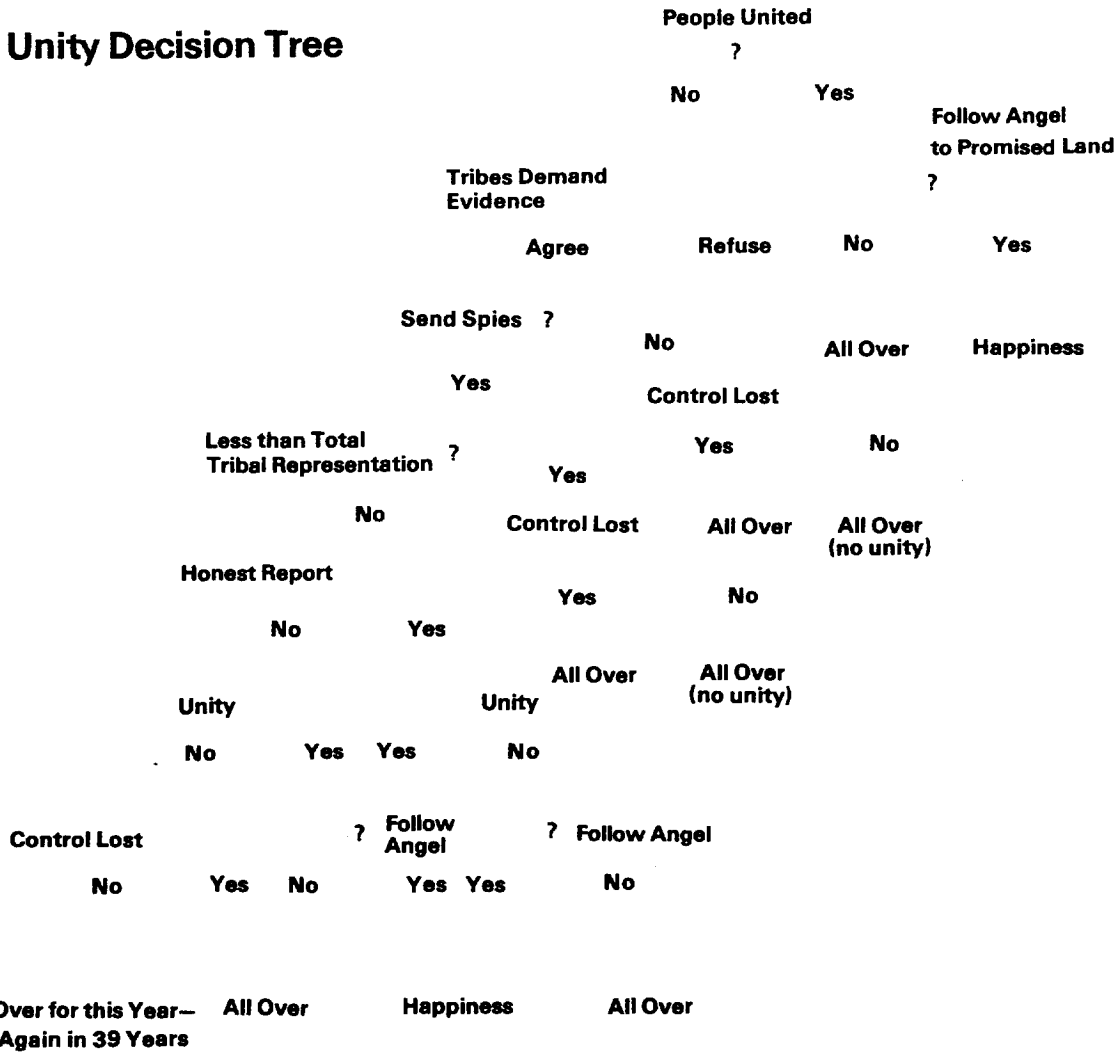 People United
Unity Decision Tree
?
No Yes
Follow Angel
to Promised Land
?
Tribes Demand
Evidence
Agree Refuse No Yes
Send Spies ?
No
All Over Happiness
Yes
Control Lost
Less than Total
Tribal Representation ?
Yes No
Yes
No
Control Lost All Over All Over
(no unity)
Honest Report
Yes No
No Yes
All Over All Over
(no unity)
Unity Unity
No Yes Yes No
Control Lost ? Follow
Angel ? Follow Angel
No Yes No Yes Yes No
Over for this Year—
Again in 39 Years
All Over Happiness All Over